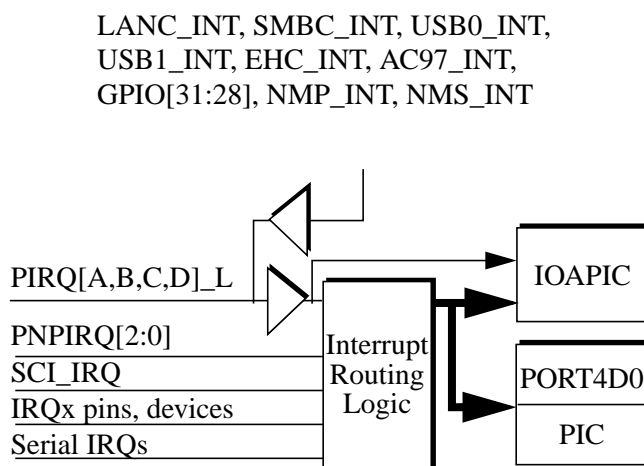 LANC_INT, SMBC_INT, USB0_INT,
USB1_INT, EHC_INT, AC97_INT,
GPIO[31:28], NMP_INT, NMS_INT
PIRQ[A,B,C,D]_L
IOAPIC
PNPIRQ[2:0]
SCI_IRQ
IRQx pins, devices
Serial IRQs
Interrupt
Routing
Logic
PORT4D0
PIC